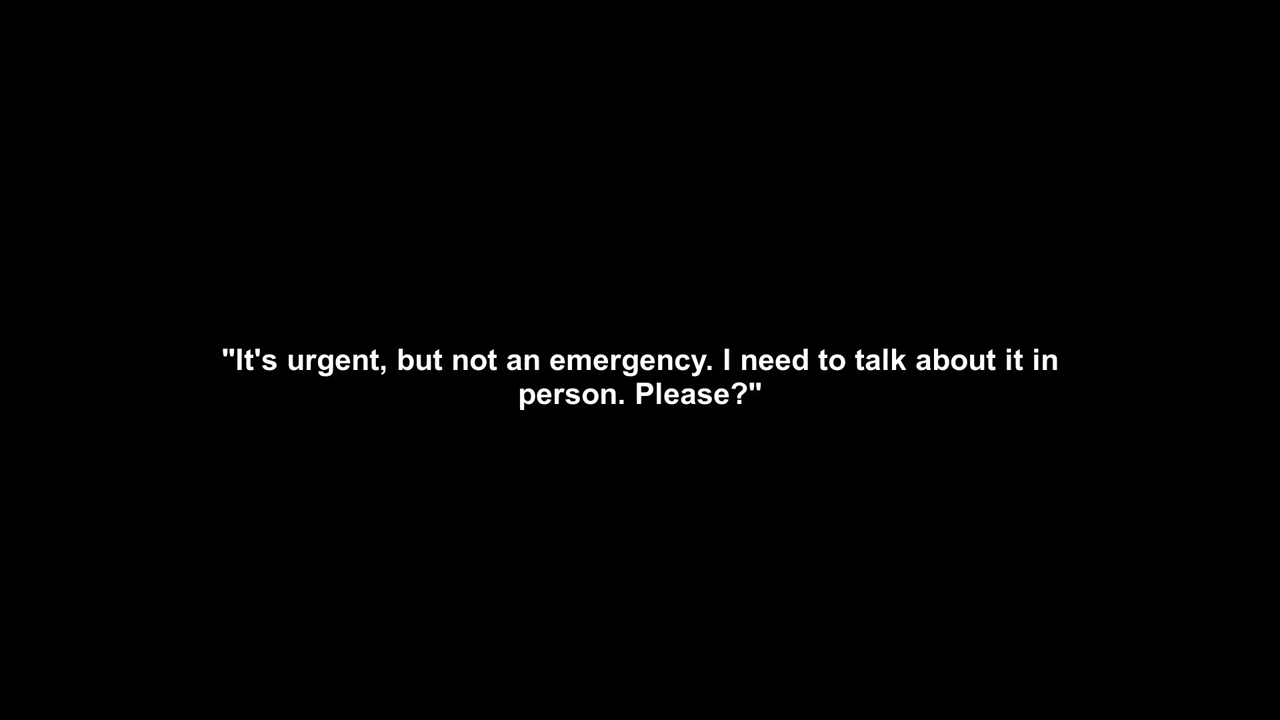 "It's urgent, but not an emergency. I need to talk about it in
person. Please?"